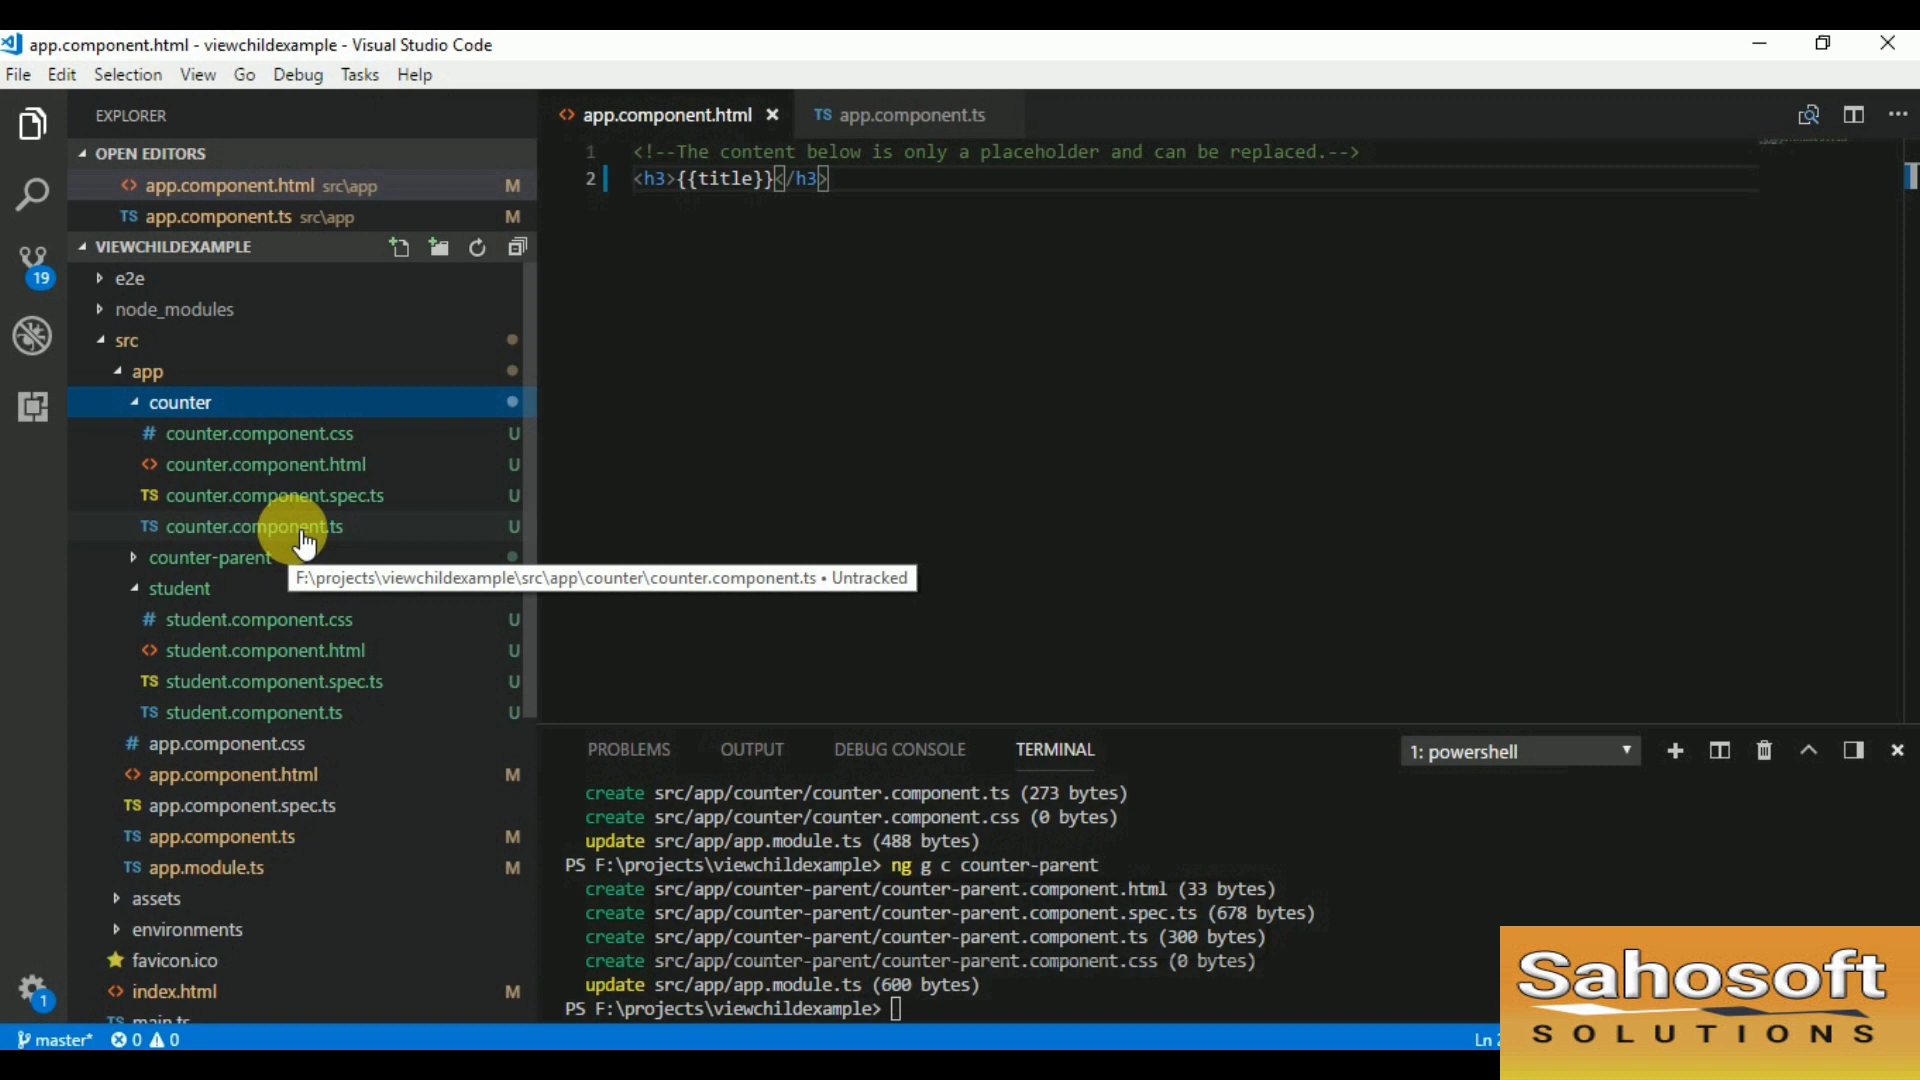 app.component.html - viewchildexample - Visual Studio Code
File Edit Selection View Go Debug Tasks Help
EXPLORER
OPEN EDITORS
<> app.component.html src\app M
TS app.component.ts src\app M
VIEWCHILDEXAMPLE
e2e
node_modules
src
app
counter
# counter.component.css U
<> counter.component.html U
TS counter.component.spec.ts U
TS counter.component.ts U
counter-parent
F:\projects\viewchildexample\src\app\counter\counter.component.ts • Untracked
student
# student.component.css U
<> student.component.html U
TS student.component.spec.ts U
TS student.component.ts U
# app.component.css
<> app.component.html M
TS app.component.spec.ts
TS app.component.ts M
TS app.module.ts M
assets
environments
favicon.ico
<> index.html M
TS main.ts
19
1
<> app.component.html TS app.component.ts
1 <!--The content below is only a placeholder and can be replaced.-->
2 <h3>{{title}}</h3>
PROBLEMS OUTPUT DEBUG CONSOLE TERMINAL 1: powershell
create src/app/counter/counter.component.ts (273 bytes)
create src/app/counter/counter.component.css (0 bytes)
update src/app/app.module.ts (488 bytes)
PS F:\projects\viewchildexample> ng g c counter-parent
create src/app/counter-parent/counter-parent.component.html (33 bytes)
create src/app/counter-parent/counter-parent.component.spec.ts (678 bytes)
create src/app/counter-parent/counter-parent.component.ts (300 bytes)
create src/app/counter-parent/counter-parent.component.css (0 bytes)
update src/app/app.module.ts (600 bytes)
PS F:\projects\viewchildexample>
master* 0 0 Ln
Sahosoft
SOLUTIONS